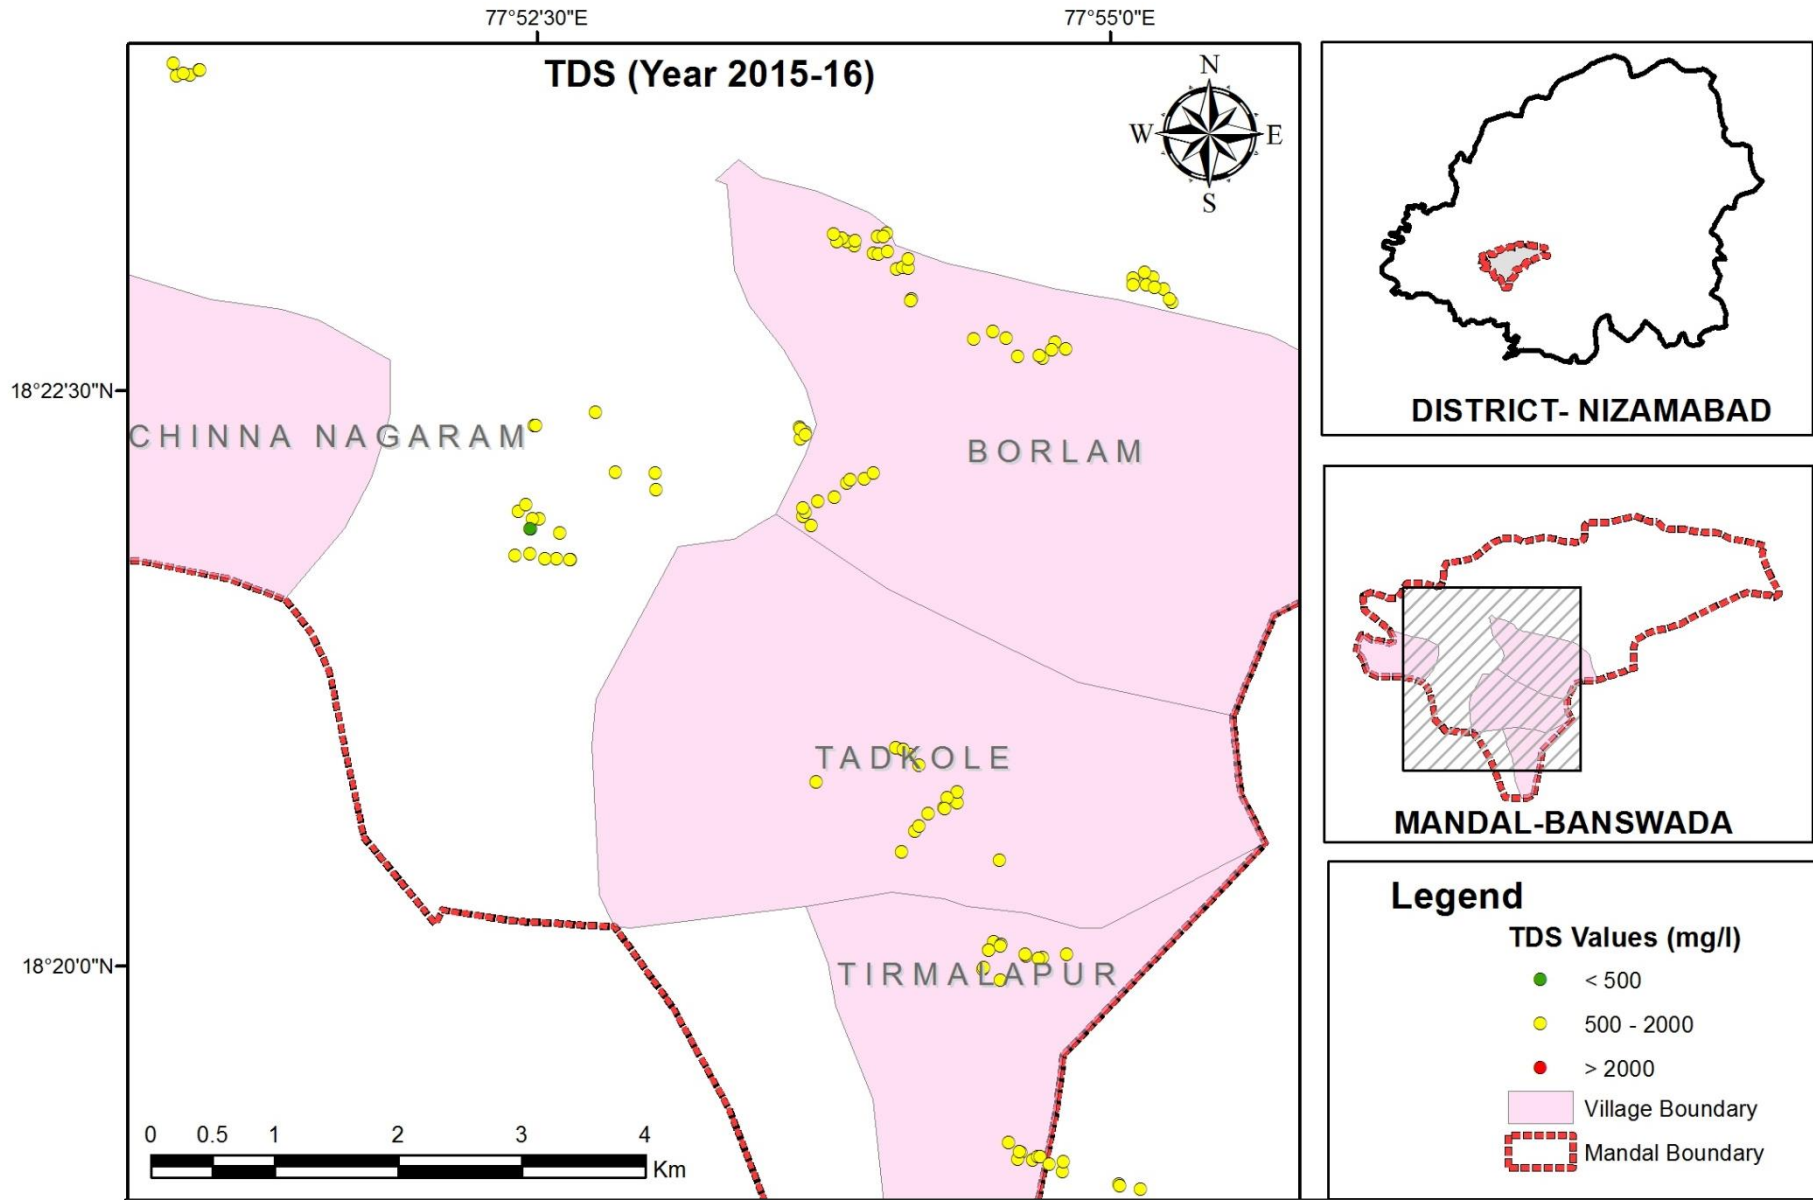 77°52'30"E
77°55'0"E
TDS (Year 2015-16)
N
W
E
S
18°22'30"N
CHINNA NAGARAM
BORLAM
TADKOLE
18°20'0"N
TIRMALAPUR
0 0.5 1 2 3 4
Km
DISTRICT- NIZAMABAD
MANDAL-BANSWADA
Legend
TDS Values (mg/l)
< 500
500 - 2000
> 2000
Village Boundary
Mandal Boundary